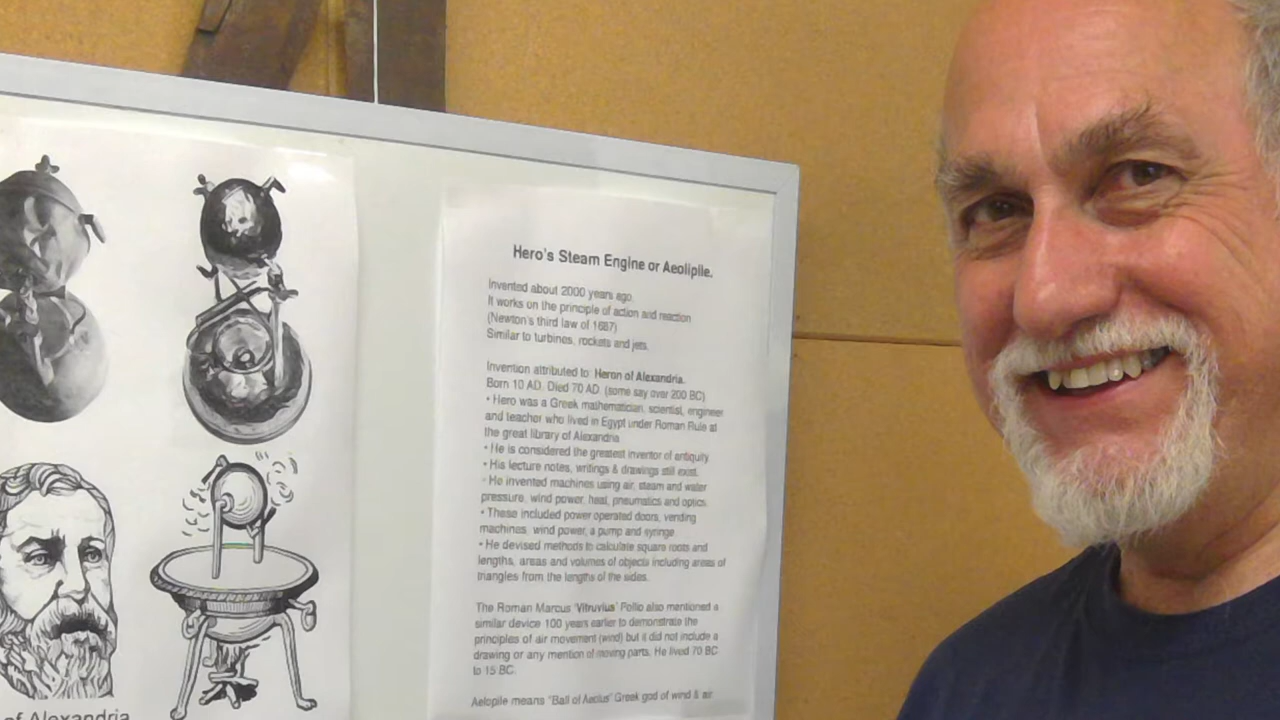 of Alexandria
Hero's Steam Engine or Aeolipile.
Invented about 2000 years ago.
It works on the principle of action and reaction
(Newton's third law of 1687)
Similar to turbines, rockets and jets.
Invention attributed to: Heron of Alexandria.
Born 10 AD. Died 70 AD. (some say over 200 BC)
• Hero was a Greek mathematician, scientist, engineer
and teacher who lived in Egypt under Roman Rule at
the great library of Alexandria
• He is considered the greatest inventor of antiquity.
• His lecture notes, writings & drawings still exist.
• He invented machines using air, steam and water
pressure, wind power, heat, pneumatics and optics.
• These included power operated doors, vending
machines, wind power, a pump and syringe.
• He devised methods to calculate square roots and
lengths, areas and volumes of objects including areas of
triangles from the lengths of the sides.
The Roman Marcus 'Vitruvius' Pollio also mentioned a
similar device 100 years earlier to demonstrate the
principles of air movement (wind) but it did not include a
drawing or any mention of moving parts. He lived 70 BC
to 15 BC.
Aelopile means "Ball of Aeolus" Greek god of wind & air